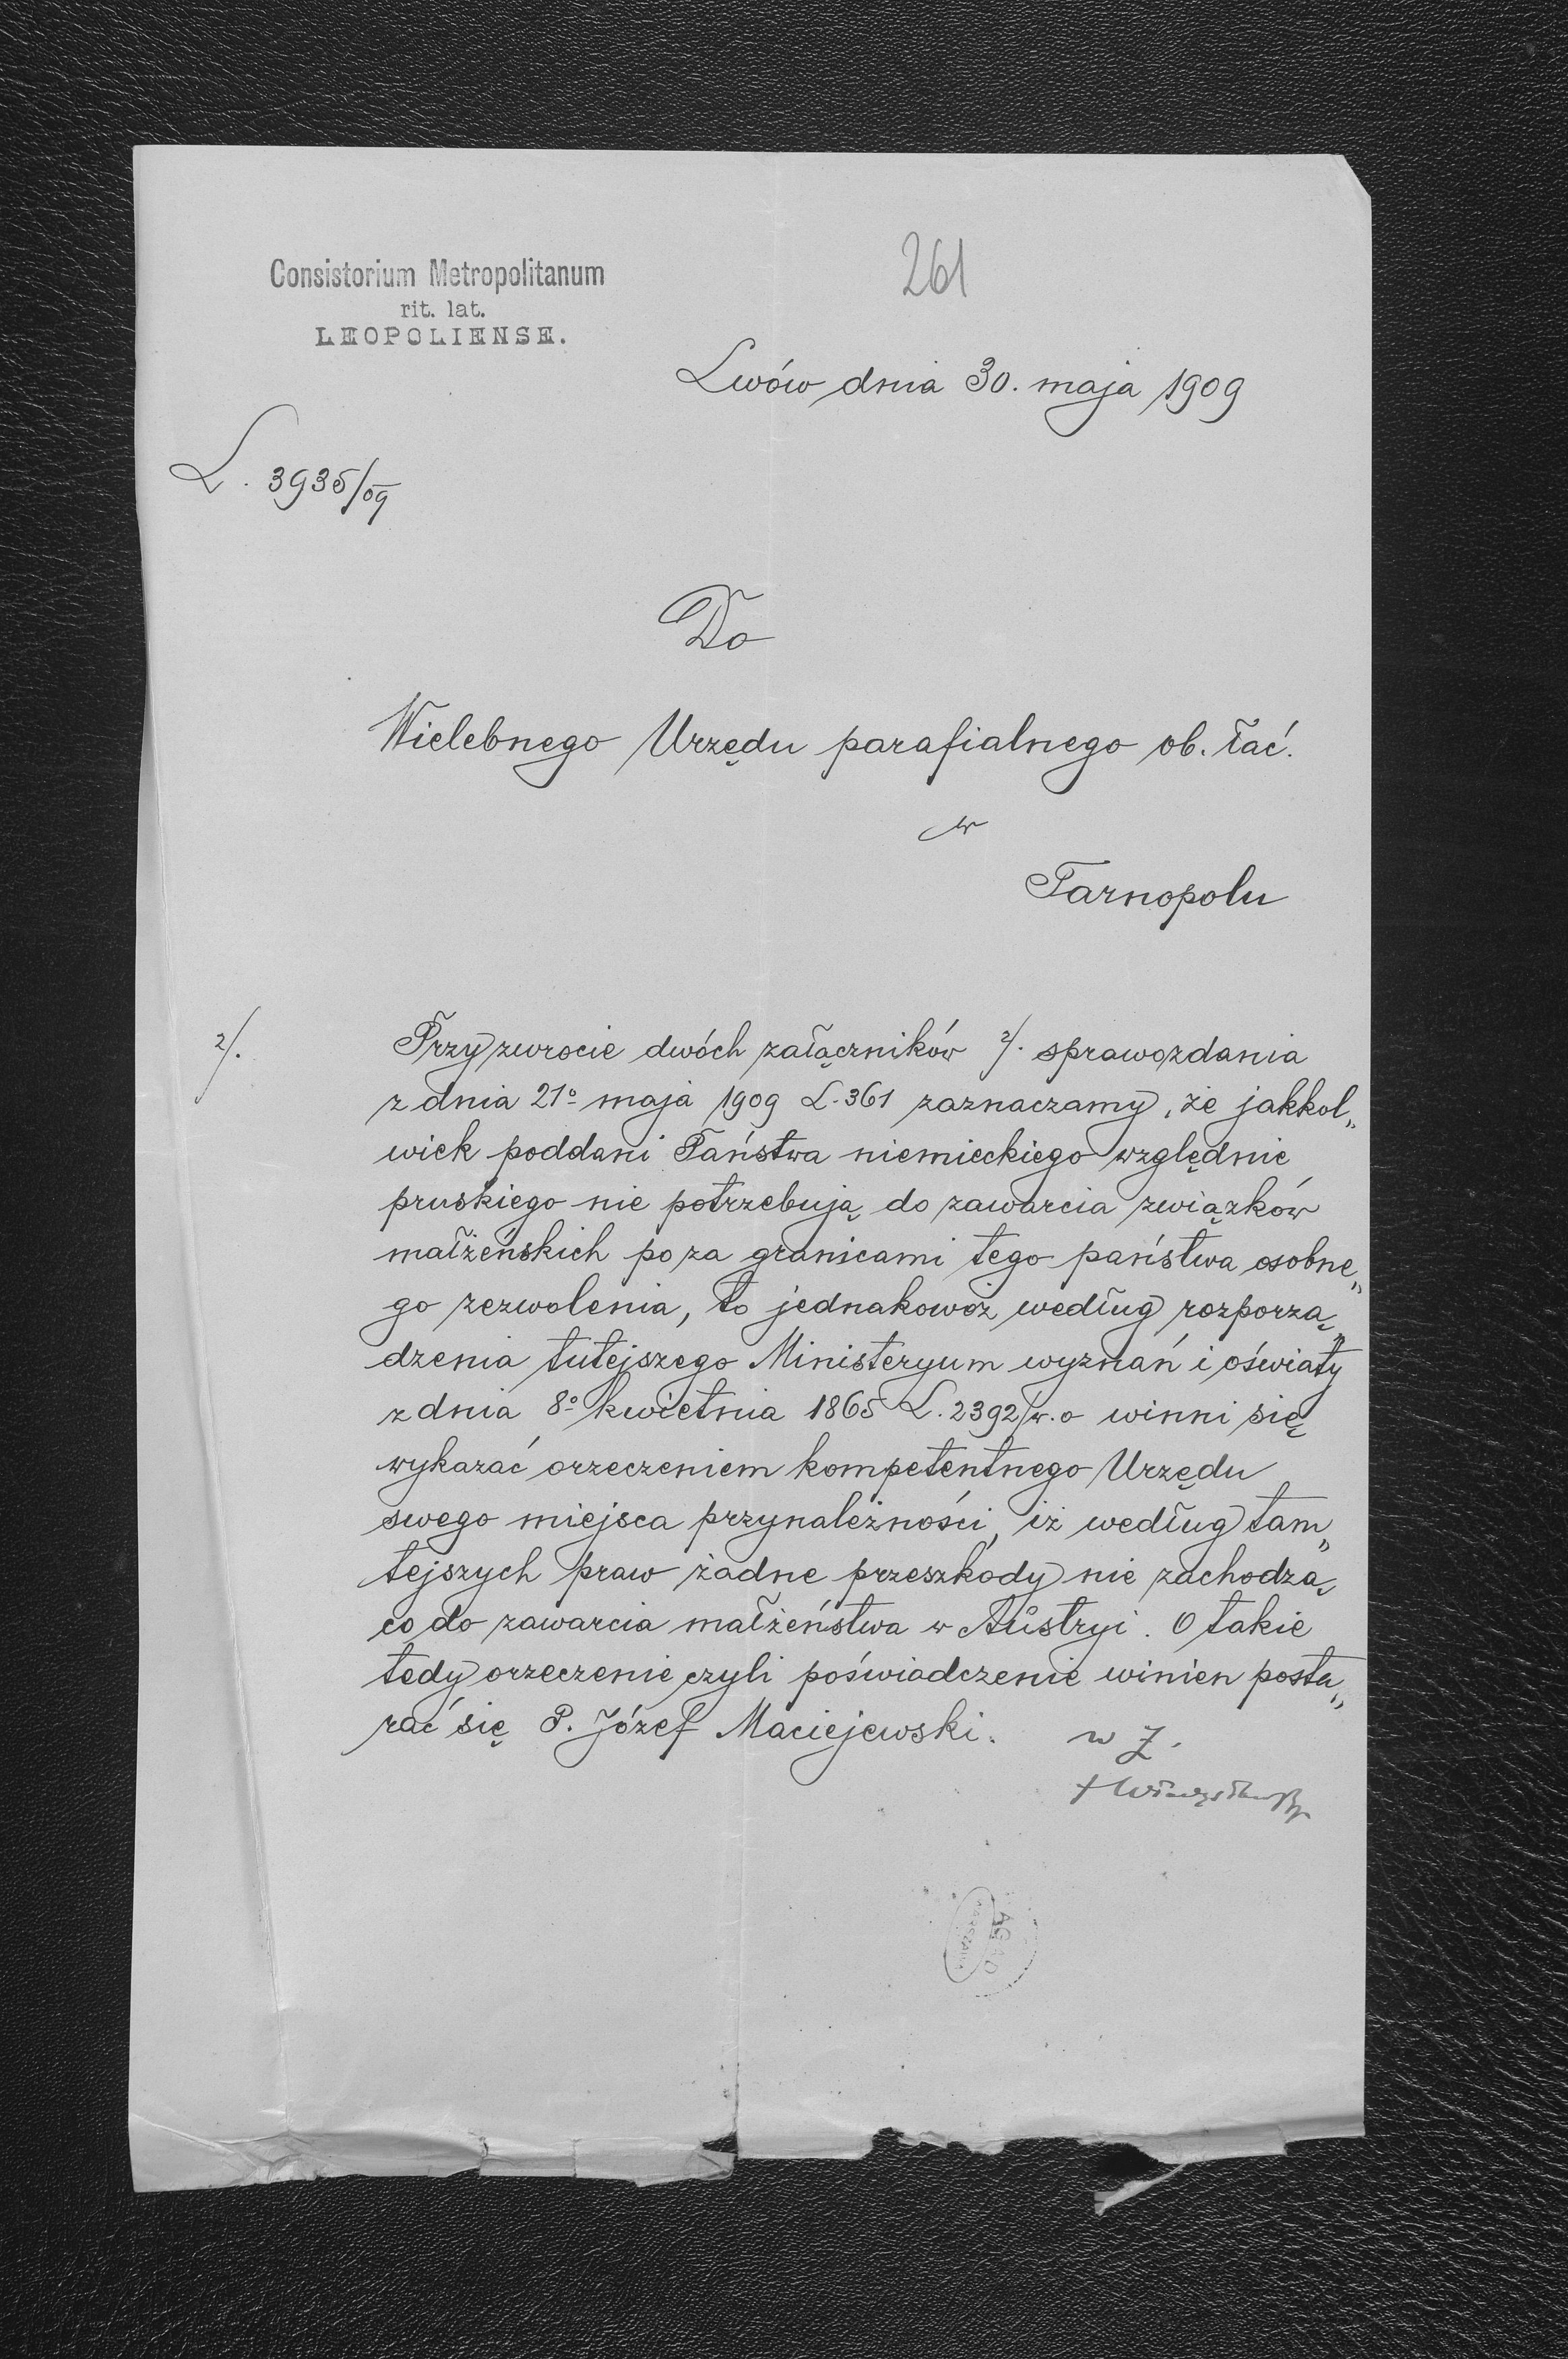 261
Consistorium Metropolitanum
rit. lat.
LEOPOLIENSE.
Lwów dnia 30. maja 1909
L. 3935/09
Do
Wielebnego Urzędu parafialnego ob. łać.
w
Tarnopolu
2/. Przy zwrocie dwóch załączników 2/. sprawozdania
z dnia 21º maja 1909 L. 361 zaznaczamy, że jakkol„
wiek poddani Państwa niemieckiego względnie
pruskiego nie potrzebują do zawarcia związków
małżeńskich po za granicami tego państwa osobne„
go zezwolenia, to jednakowoż według rozporzą„
dzenia tutejszego Ministeryum wyznań i oświaty
z dnia 8º kwietnia 1865 L. 2392/w.o winni się
wykazać orzeczeniem kompetentnego Urzędu
swego miejsca przynależności, iż według tam„
tejszych praw żadne przeszkody nie zachodzą
co do zawarcia małżeństwa w Austryi. O takie
tedy orzeczenie czyli poświadczenie winien posta„
rać się P. Józef Maciejewski.
w Z.
AGAD
WARSZAWA